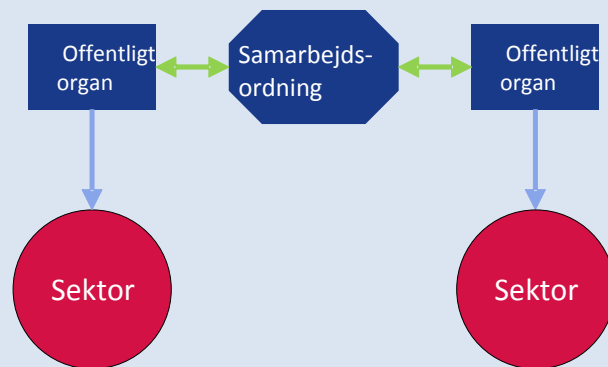 Offentligt
organ
Samarbejds-
ordning
Offentligt
organ
Sektor
Sektor